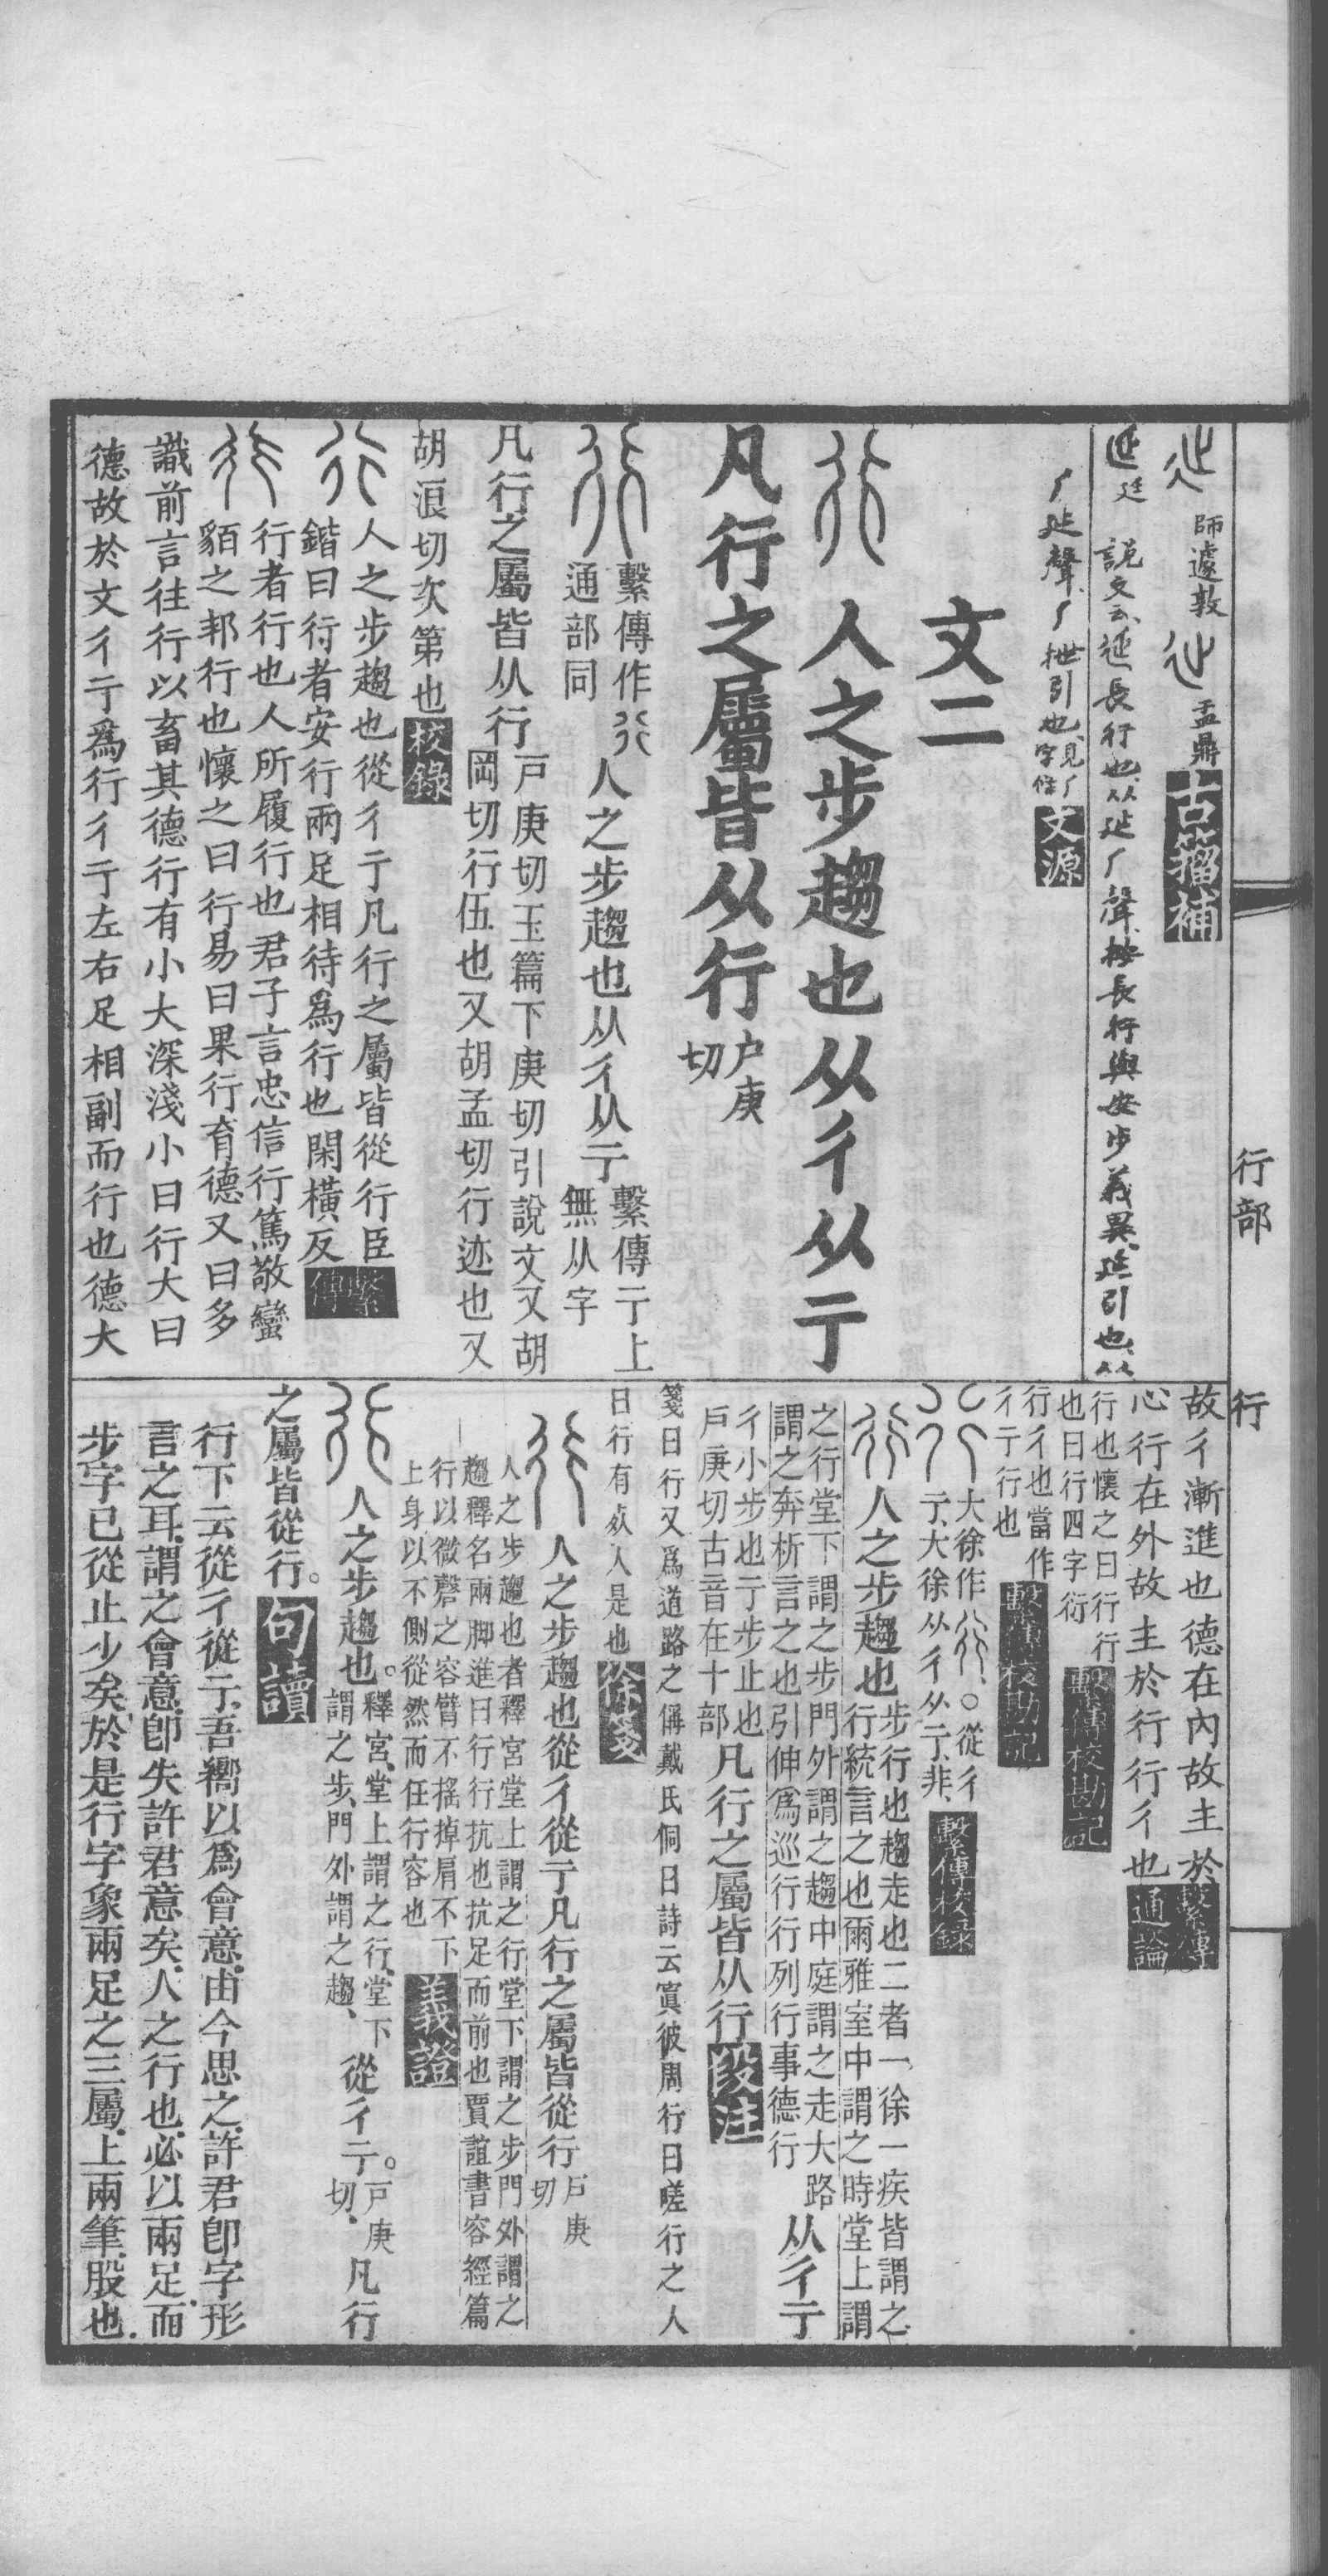 行部
行
師遽敦
盂鼎
古籀補
説文云延長行也从㢟丿聲按長行與安步義異㢟引也从
丿㢟聲丿抴引也見丿
字條
文源
文二
人之步趨也从彳从亍
凡行之屬皆从行
户庚
切
繫傳作
通部同
人之步趨也从彳从亍
繫傳亍上
無从字
凡行之屬皆从行
戸庚切玉篇下庚切引說文又胡
岡切行伍也又胡孟切行迹也又
胡浪切次第也
校錄
人之步趨也從彳亍凡行之屬皆從行臣
鍇曰行者安行兩足相待爲行也閑橫反
繫傳
行者行也人所履行也君子言忠信行篤敬蠻
貊之邦行也懷之曰行易曰果行育德又曰多
識前言往行以畜其德行有小大深淺小曰行大曰
德故於文彳亍爲行彳亍左右足相副而行也德大
故彳漸進也德在內故主於
心行在外故主於行行彳也
繫傳
通論
行也懷之曰行行
也曰行四字衍
繫傳校勘記
行彳也當作
彳亍行也
繫傳校勘記
大徐作
○從彳
亍大徐从彳从亍非
繫傳校錄
人之步趨也
步行也趨走也二者一徐一疾皆謂之
行統言之也爾雅室中謂之時堂上謂
之行堂下謂之步門外謂之趨中庭謂之走大路
謂之奔析言之也引伸爲巡行行列行事德行
从彳亍
彳小步也亍步止也
戸庚切古音在十部
凡行之屬皆从行
段注
箋曰行又爲道路之偁戴氏侗曰詩云寘彼周行曰嗟行之人
曰行有死人是也
徐箋
人之步趨也從彳從亍凡行之屬皆從行
戸庚
切
人之步趨也者釋宮堂上謂之行堂下謂之步門外謂之
趨釋名兩脚進曰行行抗也抗足而前也賈誼書容經篇
行以微磬之容臂不搖掉肩不下
上身以不側從然而任行容也
義證
人之步趨也。
釋宮、堂上謂之行、堂下
謂之步、門外謂之趨、
從彳亍。
戸庚
切、
凡行
之屬皆從行。
句讀
行下云從彳從亍吾嚮以爲會意由今思之許君卽字形
言之耳謂之會意卽失許君意矣人之行也必以兩足而
步字已從止少矣於是行字象兩足之三屬上兩筆股也